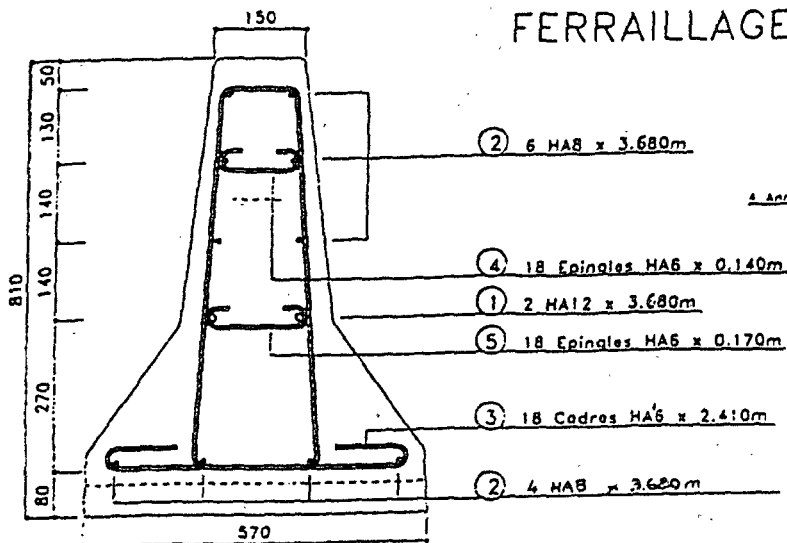 FERRAILLAGE
150
50
130
140
140
270
80
810
570
② 6 HA8 x 3.680m
④ 18 Epingles HA6 x 0.140m
① 2 HA12 x 3.680m
⑤ 18 Epingles HA6 x 0.170m
③ 18 Cadres HA6 x 2.410m
② 4 HA8 x 3.680m